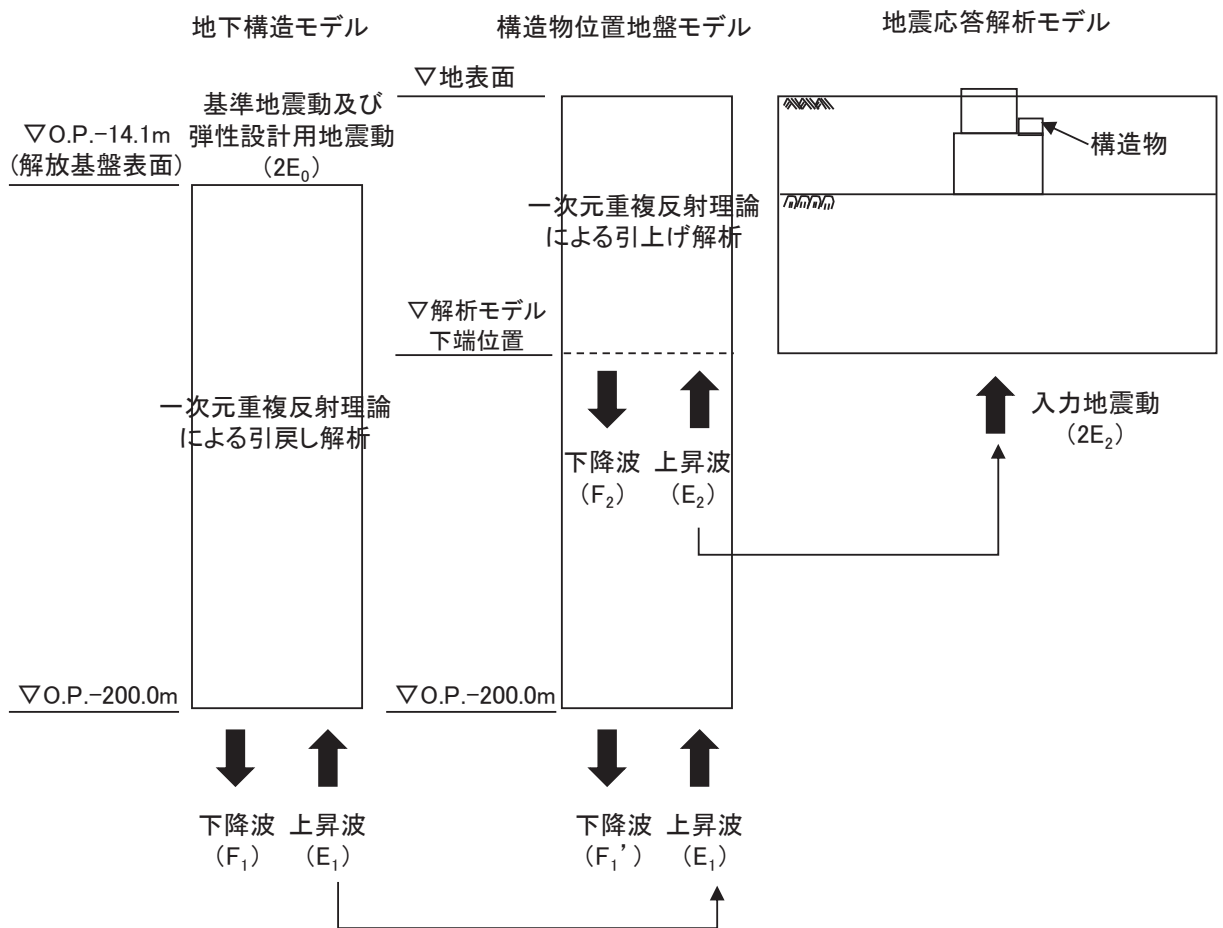 地下構造モデル
構造物位置地盤モデル
地震応答解析モデル
▽地表面
基準地震動及び
弾性設計用地震動
(2E₀)
▽O.P.-14.1m
(解放基盤表面)
構造物
一次元重複反射理論
による引上げ解析
▽解析モデル
下端位置
一次元重複反射理論
による引戻し解析
入力地震動
(2E₂)
下降波 上昇波
(F₂) (E₂)
▽O.P.-200.0m
▽O.P.-200.0m
下降波 上昇波
(F₁) (E₁)
下降波 上昇波
(F₁’) (E₁)